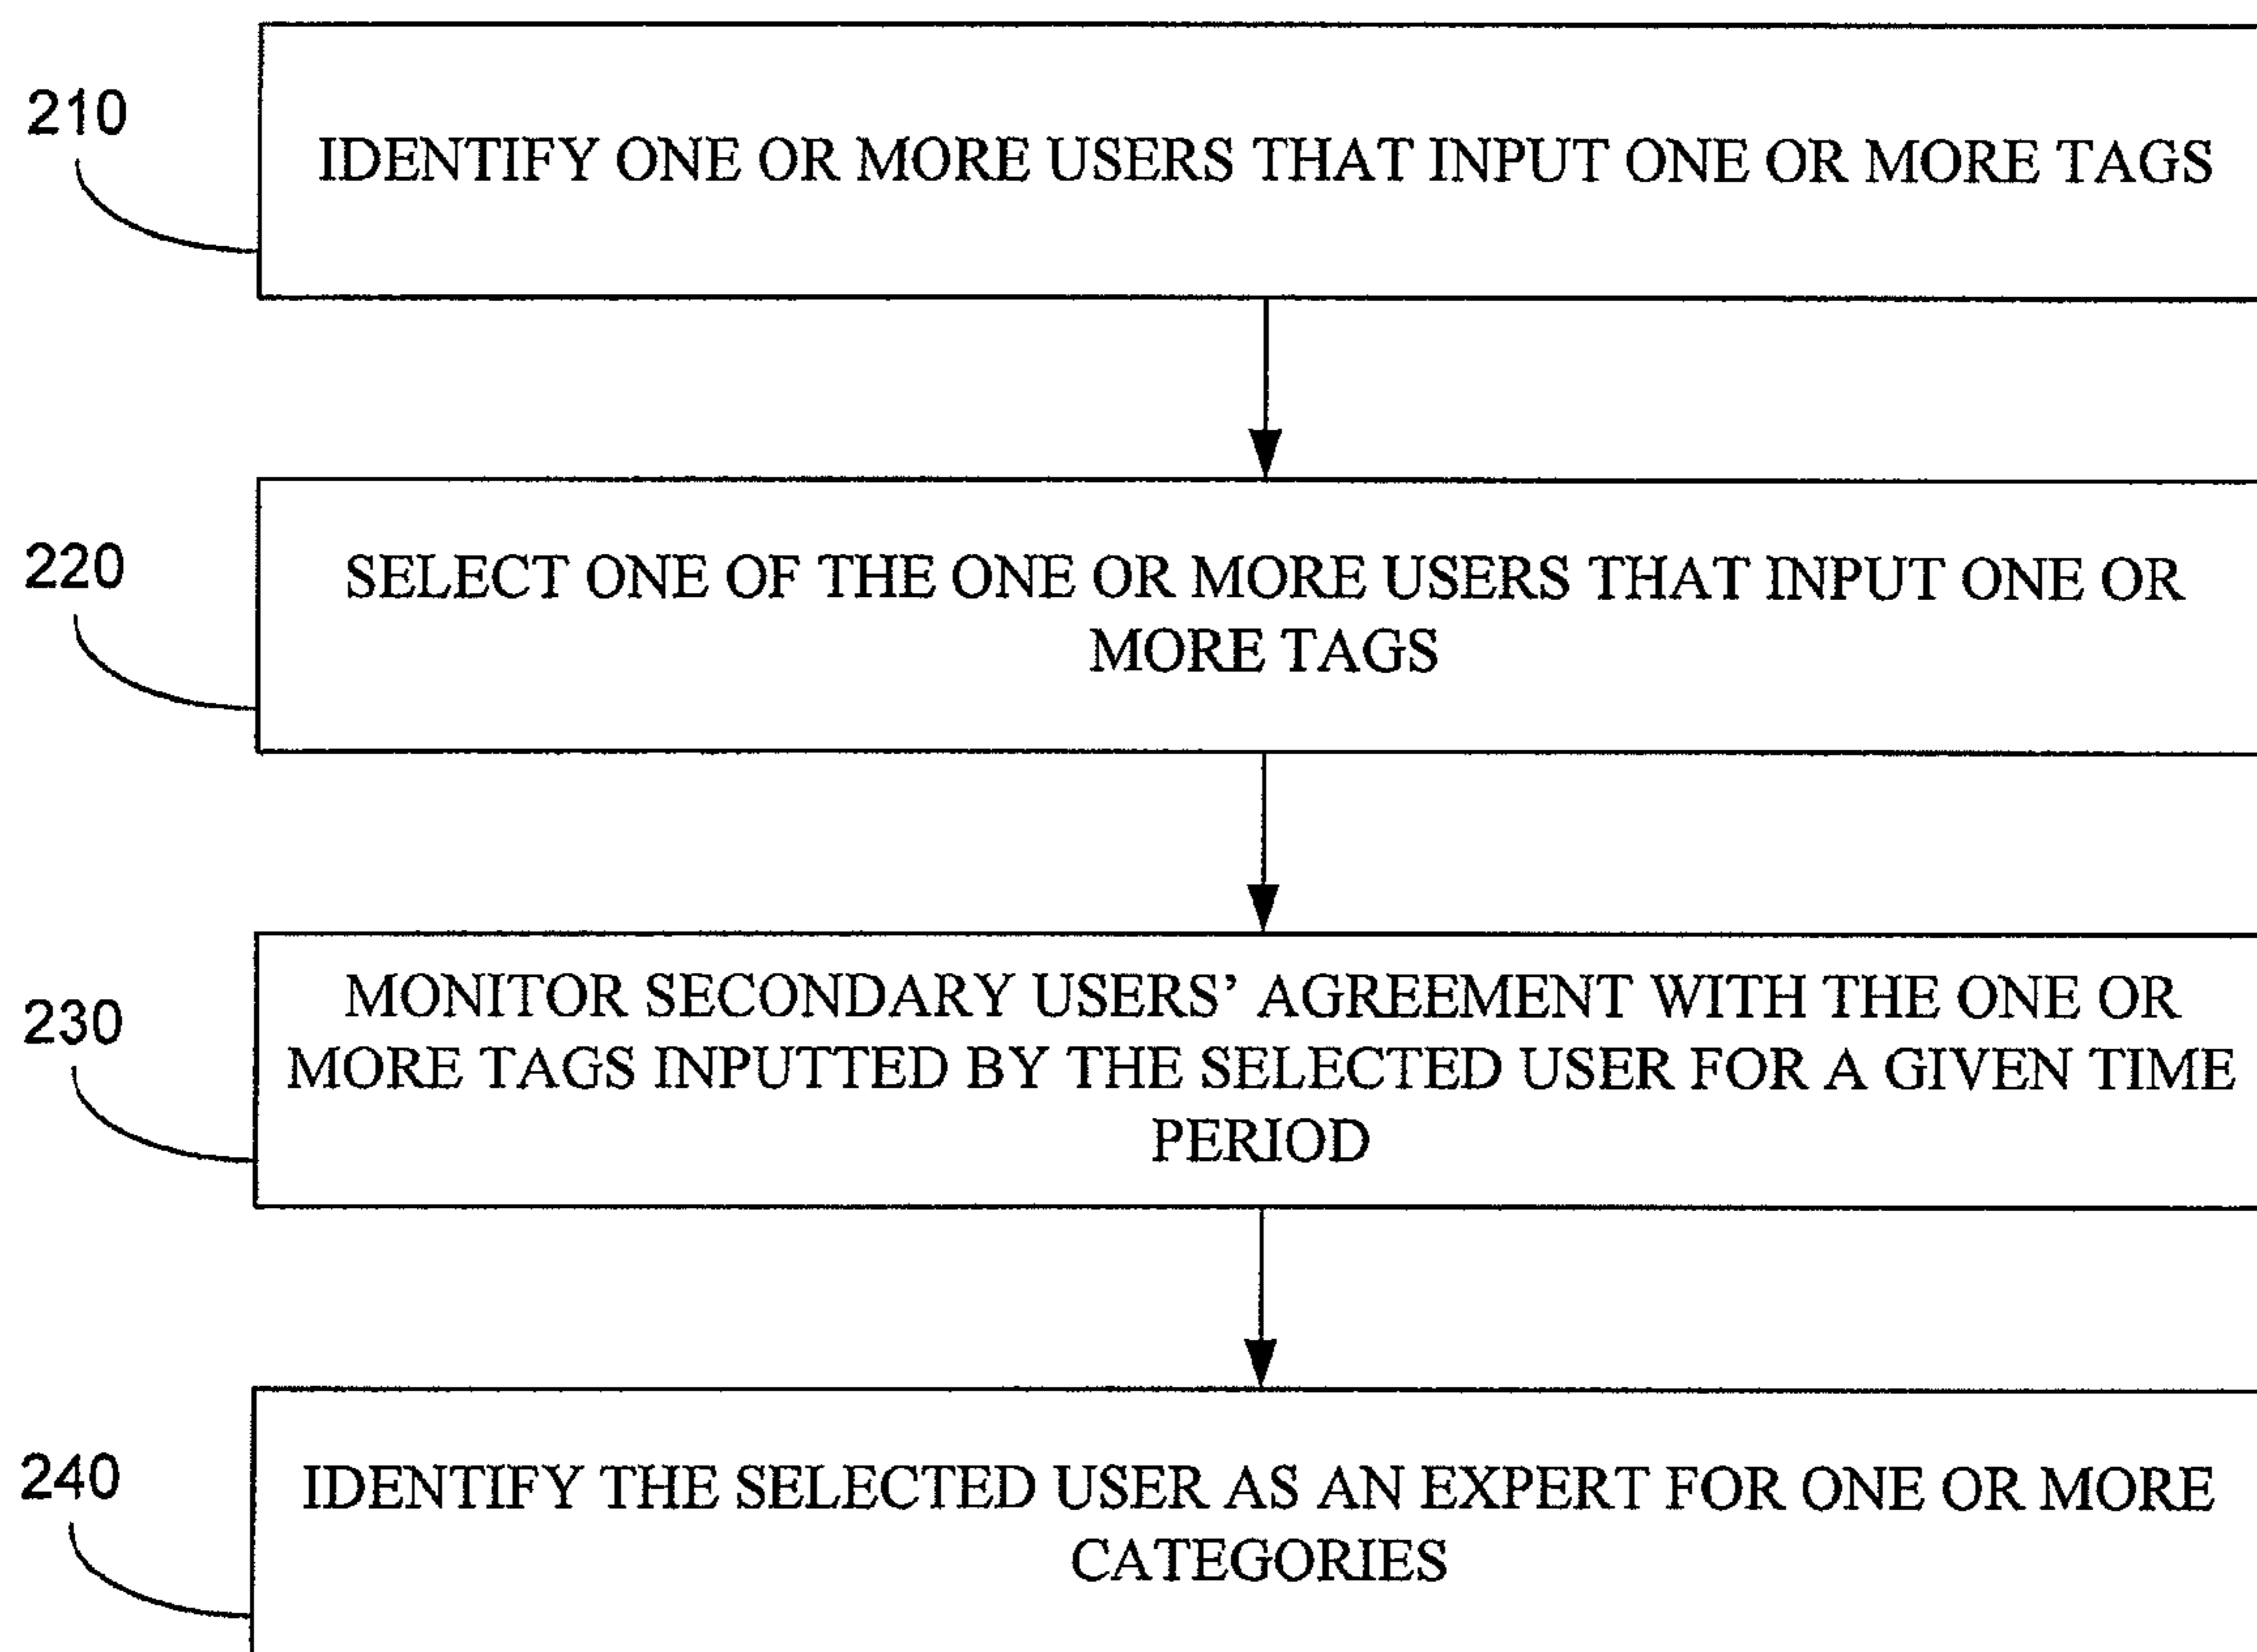 210
IDENTIFY ONE OR MORE USERS THAT INPUT ONE OR MORE TAGS
220
SELECT ONE OF THE ONE OR MORE USERS THAT INPUT ONE OR
MORE TAGS
230
MONITOR SECONDARY USERS’ AGREEMENT WITH THE ONE OR
MORE TAGS INPUTTED BY THE SELECTED USER FOR A GIVEN TIME
PERIOD
240
IDENTIFY THE SELECTED USER AS AN EXPERT FOR ONE OR MORE
CATEGORIES